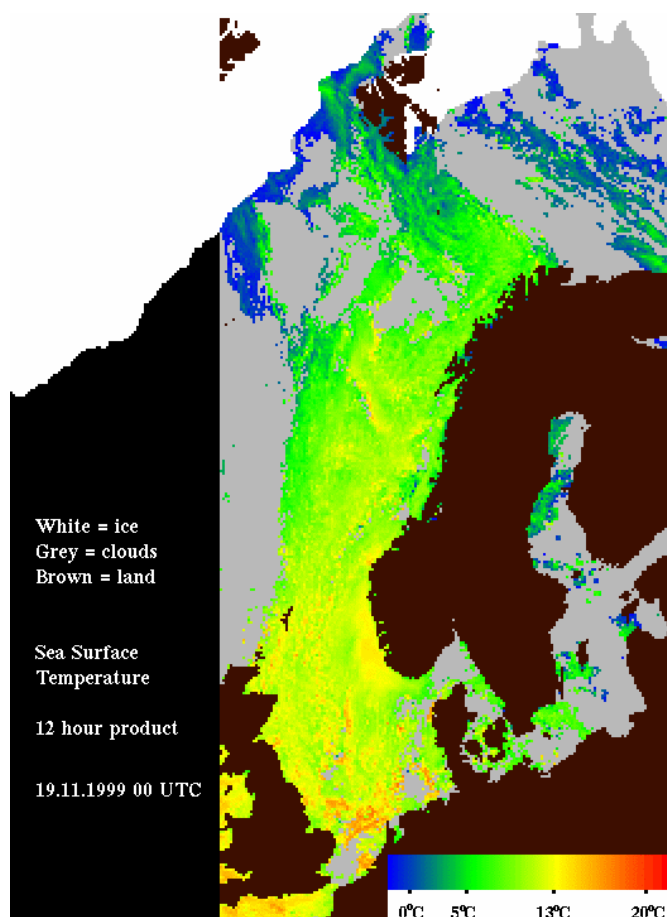 White = ice
Grey = clouds
Brown = land
Sea Surface
Temperature
12 hour product
19.11.1999 00 UTC
0°C 5°C 13°C 20°C